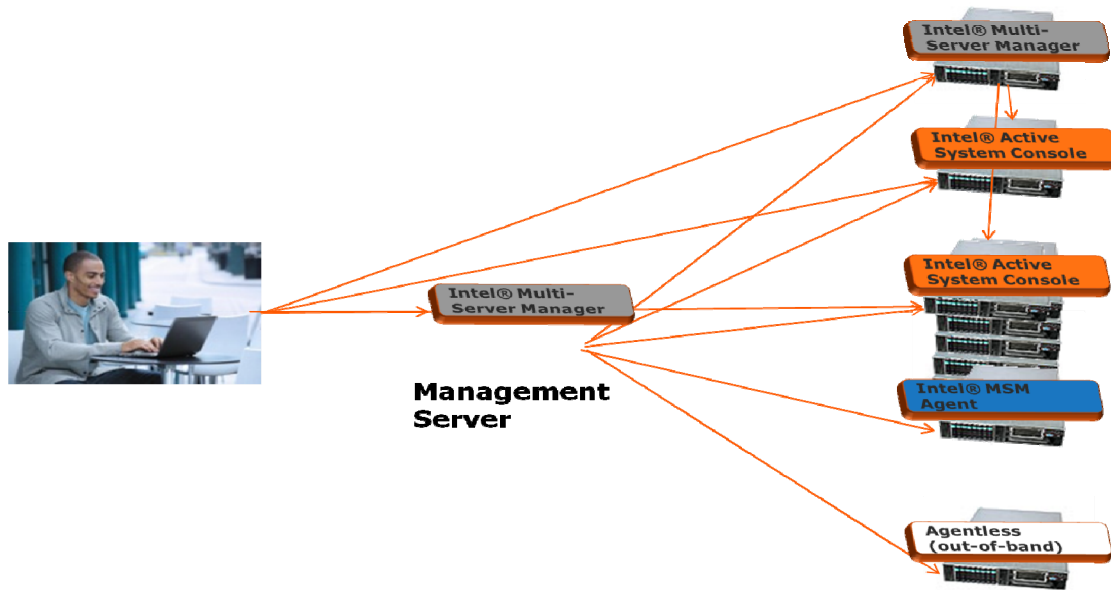 Intel® Multi-
Server Manager
Intel® Active
System Console
Intel® Active
System Console
Intel® Multi-
Server Manager
Management
Server
Intel® MSM
Agent
Agentless
(out-of-band)